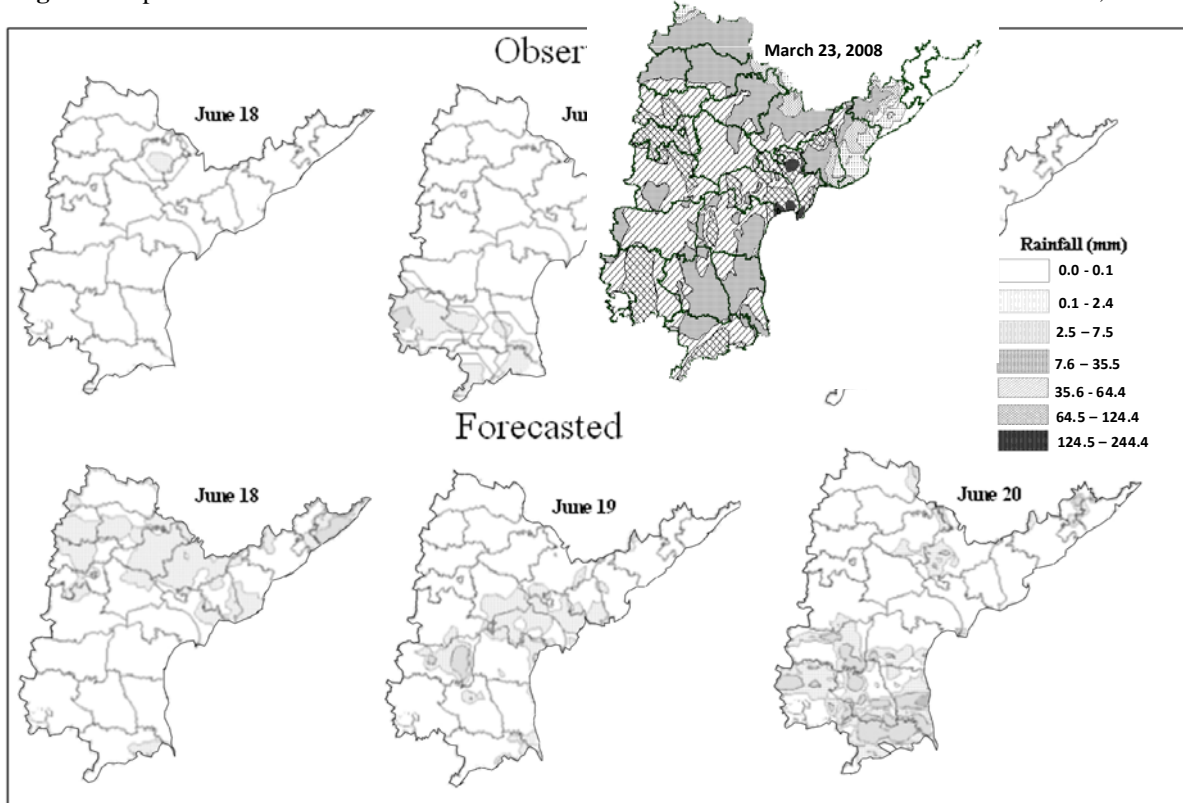 Obser
March 23, 2008
June 18
Ju
Rainfall (mm)
0.0 - 0.1
0.1 - 2.4
2.5 – 7.5
7.6 – 35.5
35.6 - 64.4
64.5 – 124.4
124.5 – 244.4
Forecasted
June 18
June 19
June 20